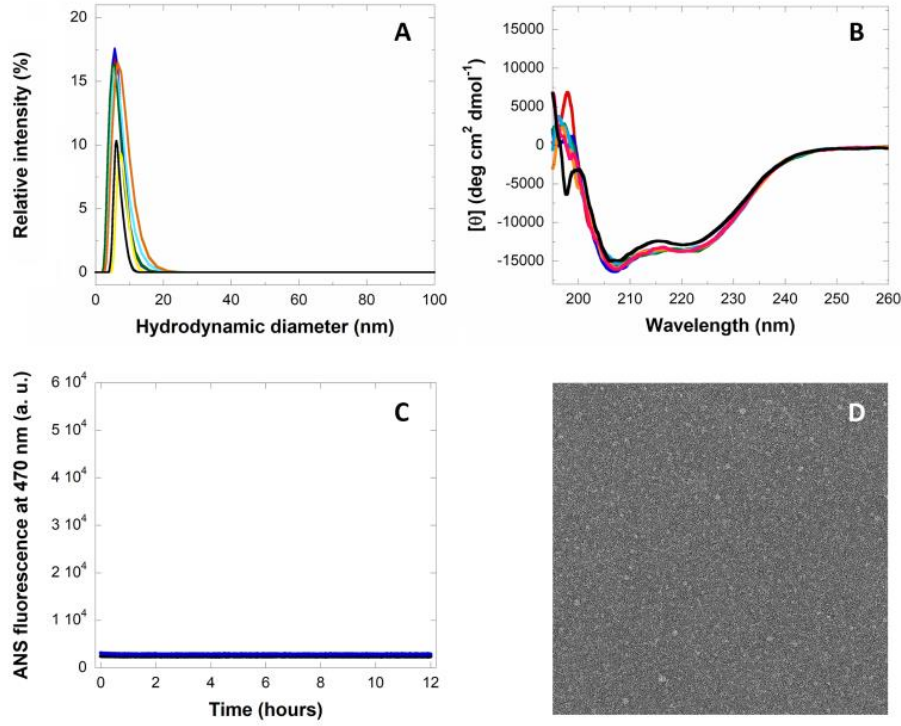 A
Relative intensity (%)
20
15
10
5
0
0 20 40 60 80 100
Hydrodynamic diameter (nm)
B
[θ] (deg cm² dmol⁻¹)
15000
10000
5000
0
-5000
-10000
-15000
200 210 220 230 240 250 260
Wavelength (nm)
C
ANS fluorescence at 470 nm (a. u.)
6 10⁴
5 10⁴
4 10⁴
3 10⁴
2 10⁴
1 10⁴
0
0 2 4 6 8 10 12
Time (hours)
D